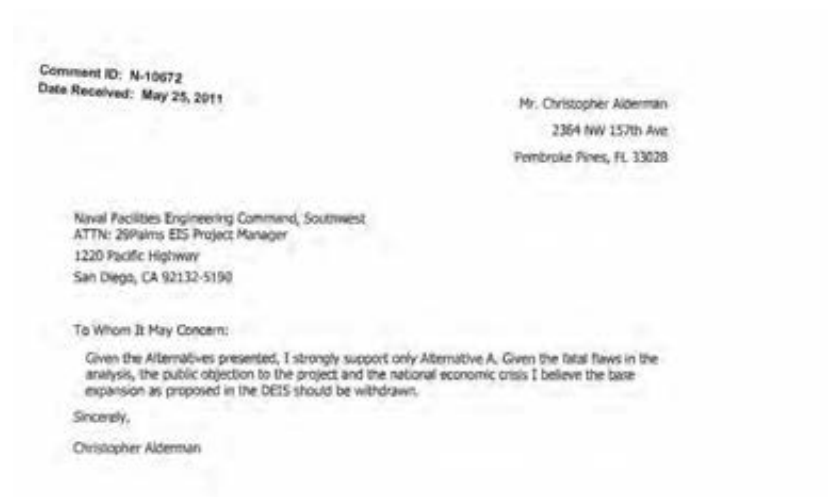 Comment ID: N-10672
Date Received: May 25, 2011
Mr. Christopher Alderman
2364 NW 157th Ave
Pembroke Pines, FL 33028
Naval Facilities Engineering Command, Southwest
ATTN: 29Palms EIS Project Manager
1220 Pacific Highway
San Diego, CA 92132-5190
To Whom It May Concern:
Given the Alternatives presented, I strongly support only Alternative A. Given the fatal flaws in the
analysis, the public objection to the project and the national economic crisis I believe the base
expansion as proposed in the DEIS should be withdrawn.
Sincerely,
Christopher Alderman